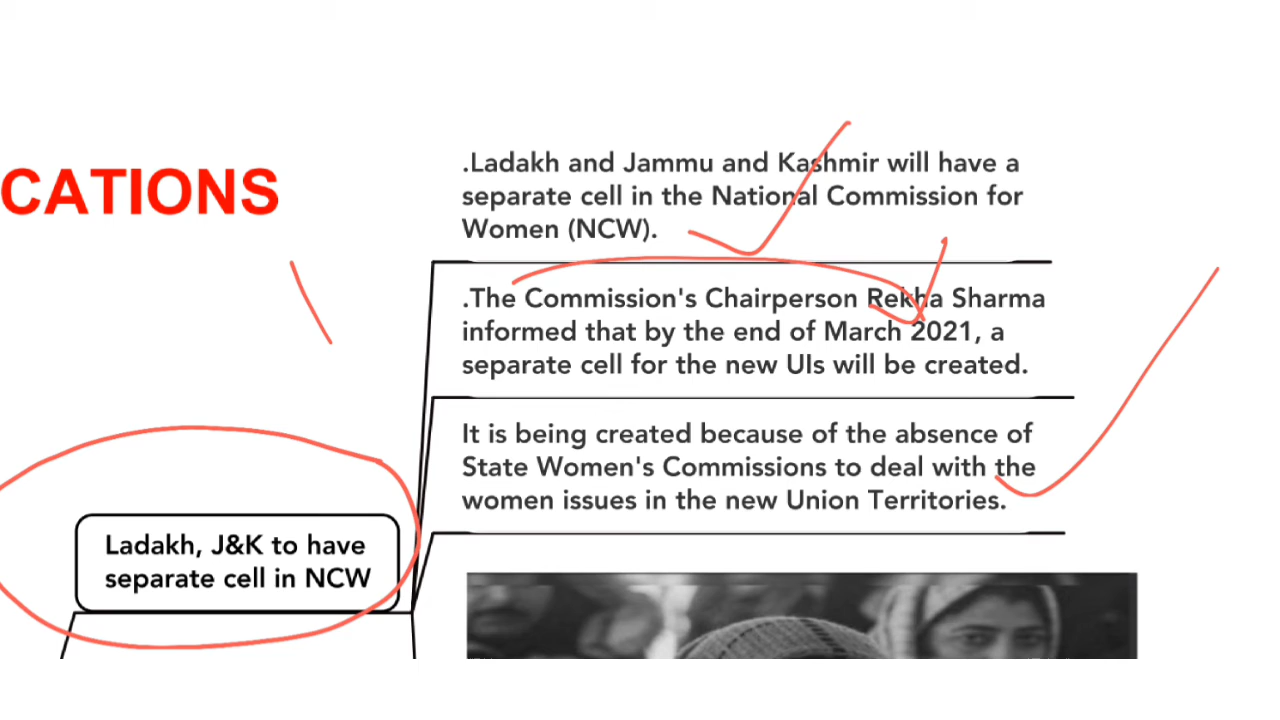 CATIONS
.Ladakh and Jammu and Kashmir will have a
separate cell in the National Commission for
Women (NCW).
.The Commission's Chairperson Rekha Sharma
informed that by the end of March 2021, a
separate cell for the new UIs will be created.
It is being created because of the absence of
State Women's Commissions to deal with the
women issues in the new Union Territories.
Ladakh, J&K to have
separate cell in NCW